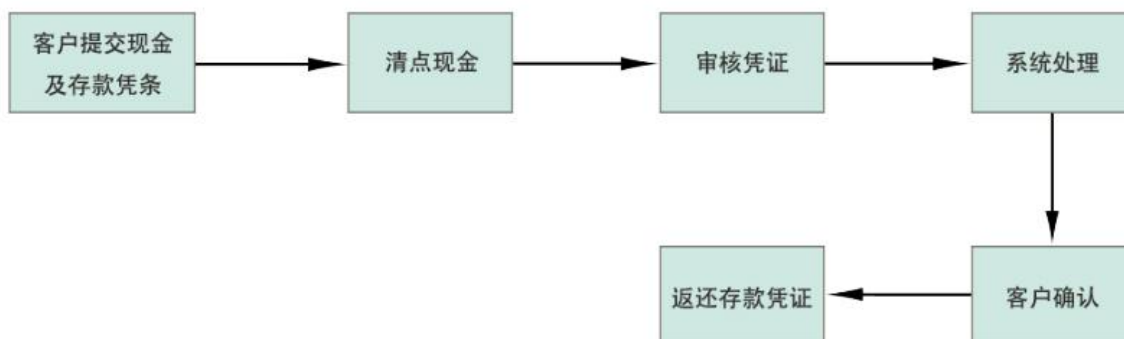 客户提交现金
及存款凭条
清点现金
审核凭证
系统处理
客户确认
返还存款凭证